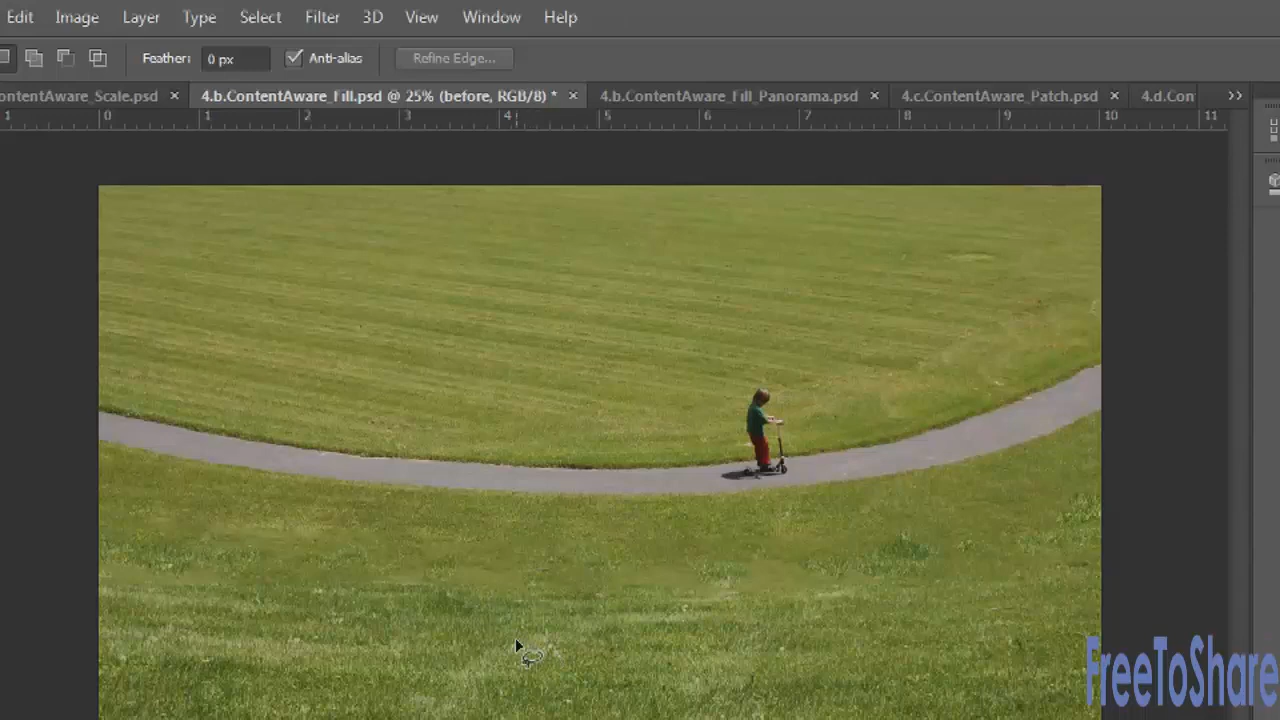 Edit Image Layer Type Select Filter 3D View Window Help
Feather: 0 px Anti-alias Refine Edge...
ontentAware_Scale.psd × 4.b.ContentAware_Fill.psd @ 25% (before, RGB/8) * × 4.b.ContentAware_Fill_Panorama.psd × 4.c.ContentAware_Patch.psd × 4.d.Con
1 0 1 2 3 4 5 6 7 8 9 10 11
FreeToShare